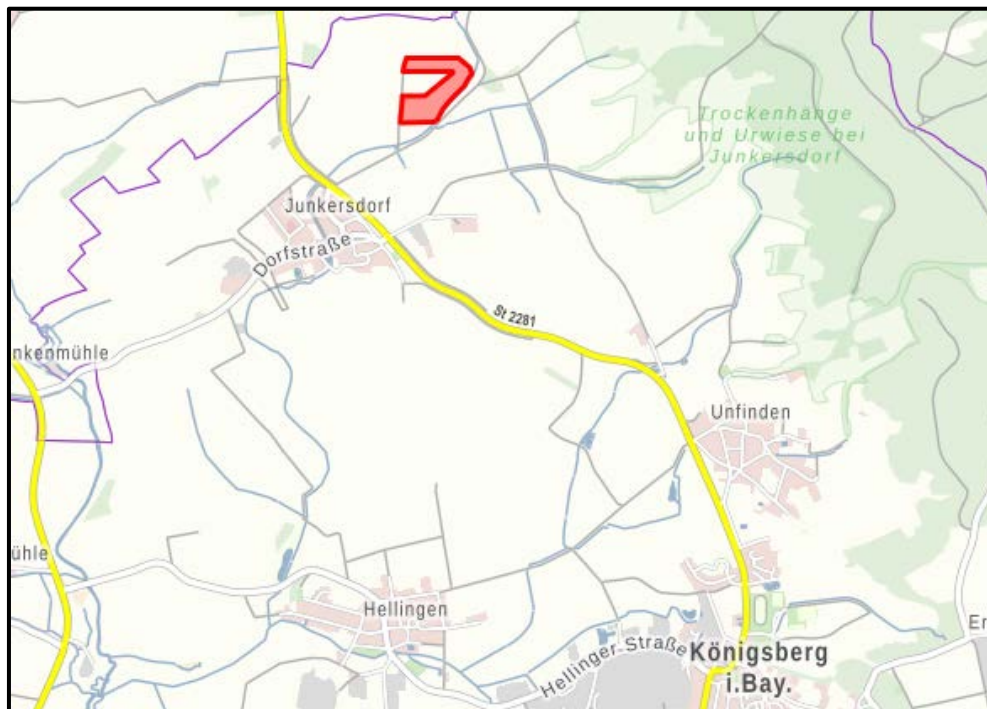 Trockenhänge
und Urwiese bei
Junkersdorf
Junkersdorf
Dorfstraße
St 2281
nkenmühle
Unfinden
ühle
Hellingen
Hellinger Straße
Königsberg
i.Bay.
Er